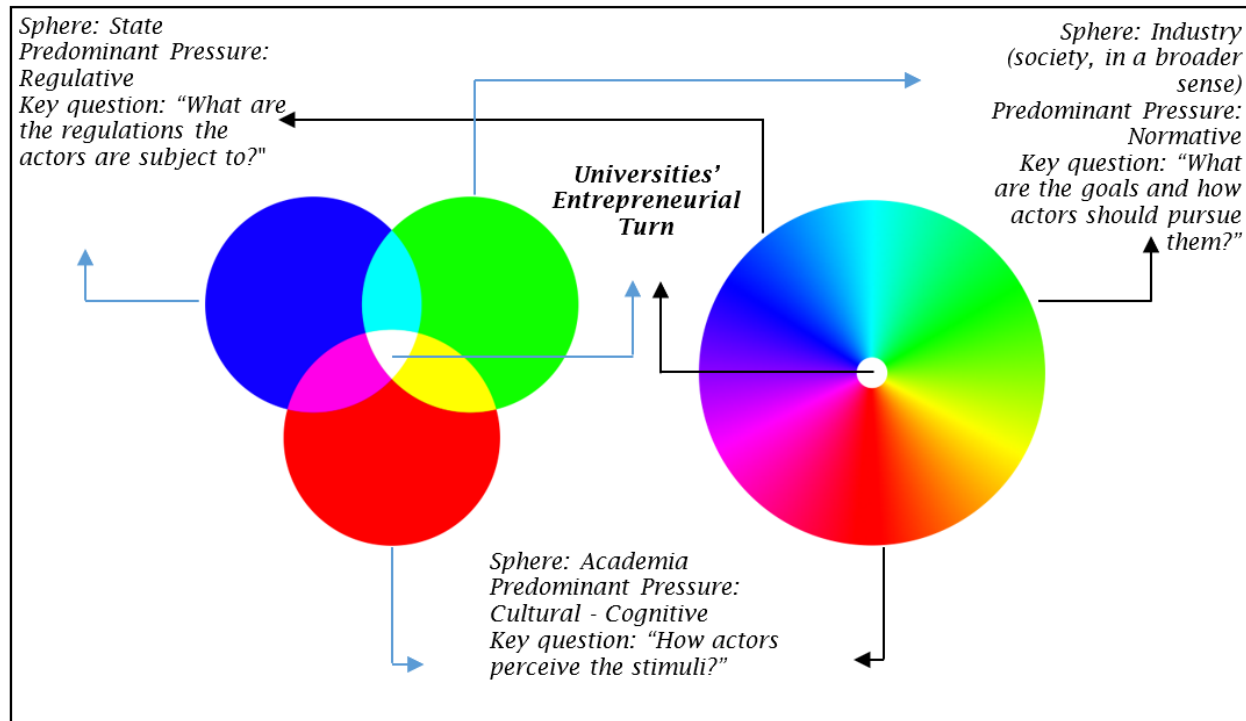 Sphere: State
Predominant Pressure:
Regulative
Key question: “What are
the regulations the
actors are subject to?"
Sphere: Industry
(society, in a broader
sense)
Predominant Pressure:
Normative
Key question: “What
are the goals and how
actors should pursue
them?”
Universities’
Entrepreneurial
Turn
Sphere: Academia
Predominant Pressure:
Cultural - Cognitive
Key question: “How actors
perceive the stimuli?”